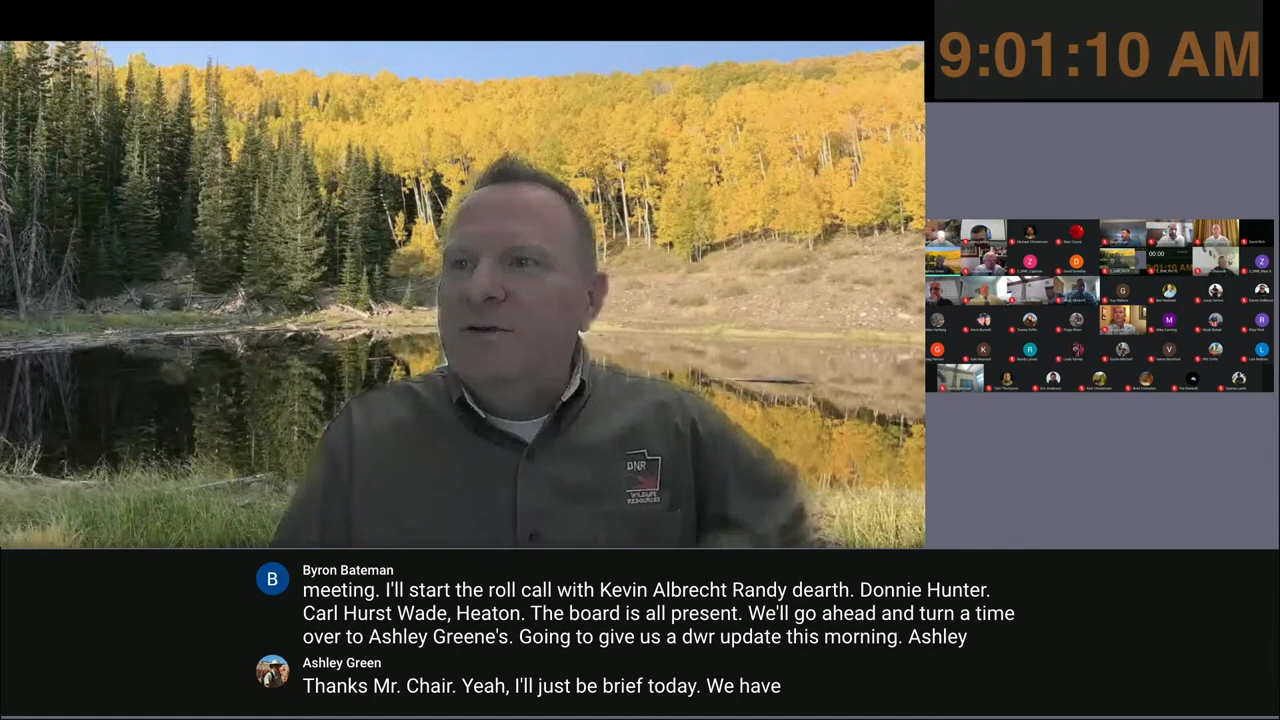 9:01:10 AM
DNR
WILDLIFE
RESOURCES
00:00
Byron Bateman
meeting. I'll start the roll call with Kevin Albrecht Randy dearth. Donnie Hunter.
Carl Hurst Wade, Heaton. The board is all present. We'll go ahead and turn a time
over to Ashley Greene's. Going to give us a dwr update this morning. Ashley
Ashley Green
Thanks Mr. Chair. Yeah, I'll just be brief today. We have